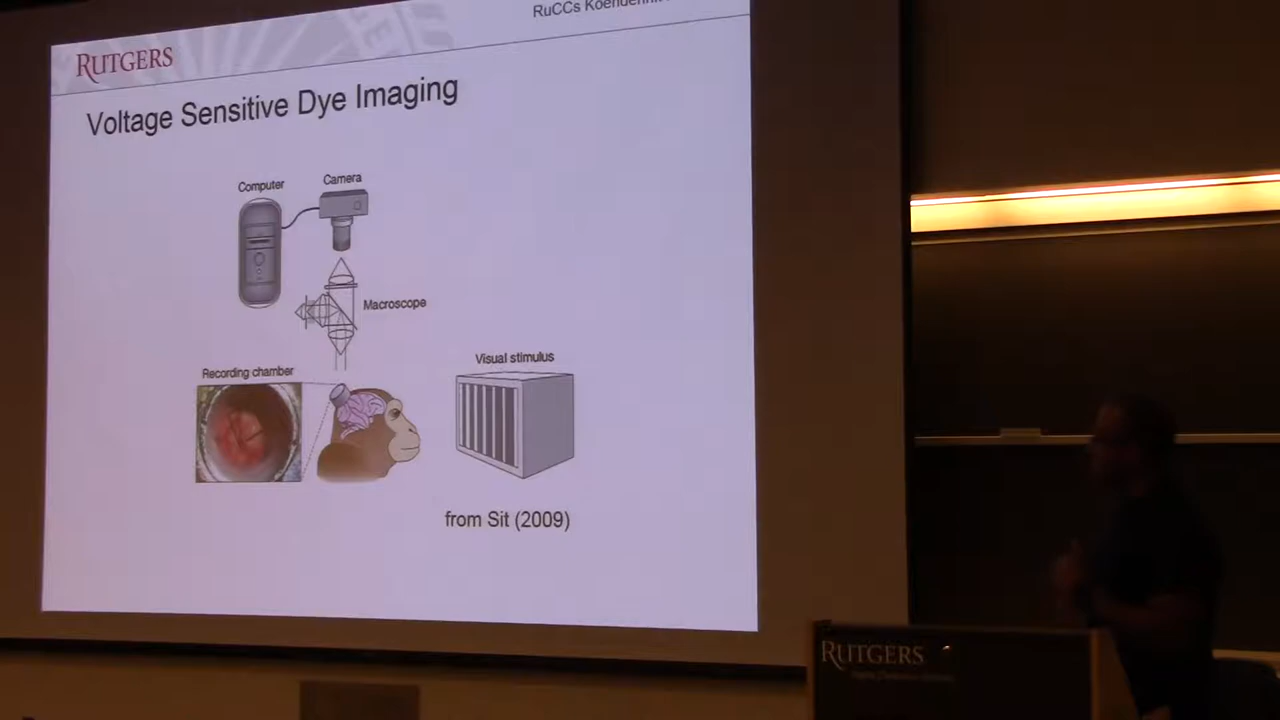 RUTGERS
RuCCs
Voltage Sensitive Dye Imaging
Computer
Camera
Macroscope
Recording chamber
Visual stimulus
from Sit (2009)
RUTGERS